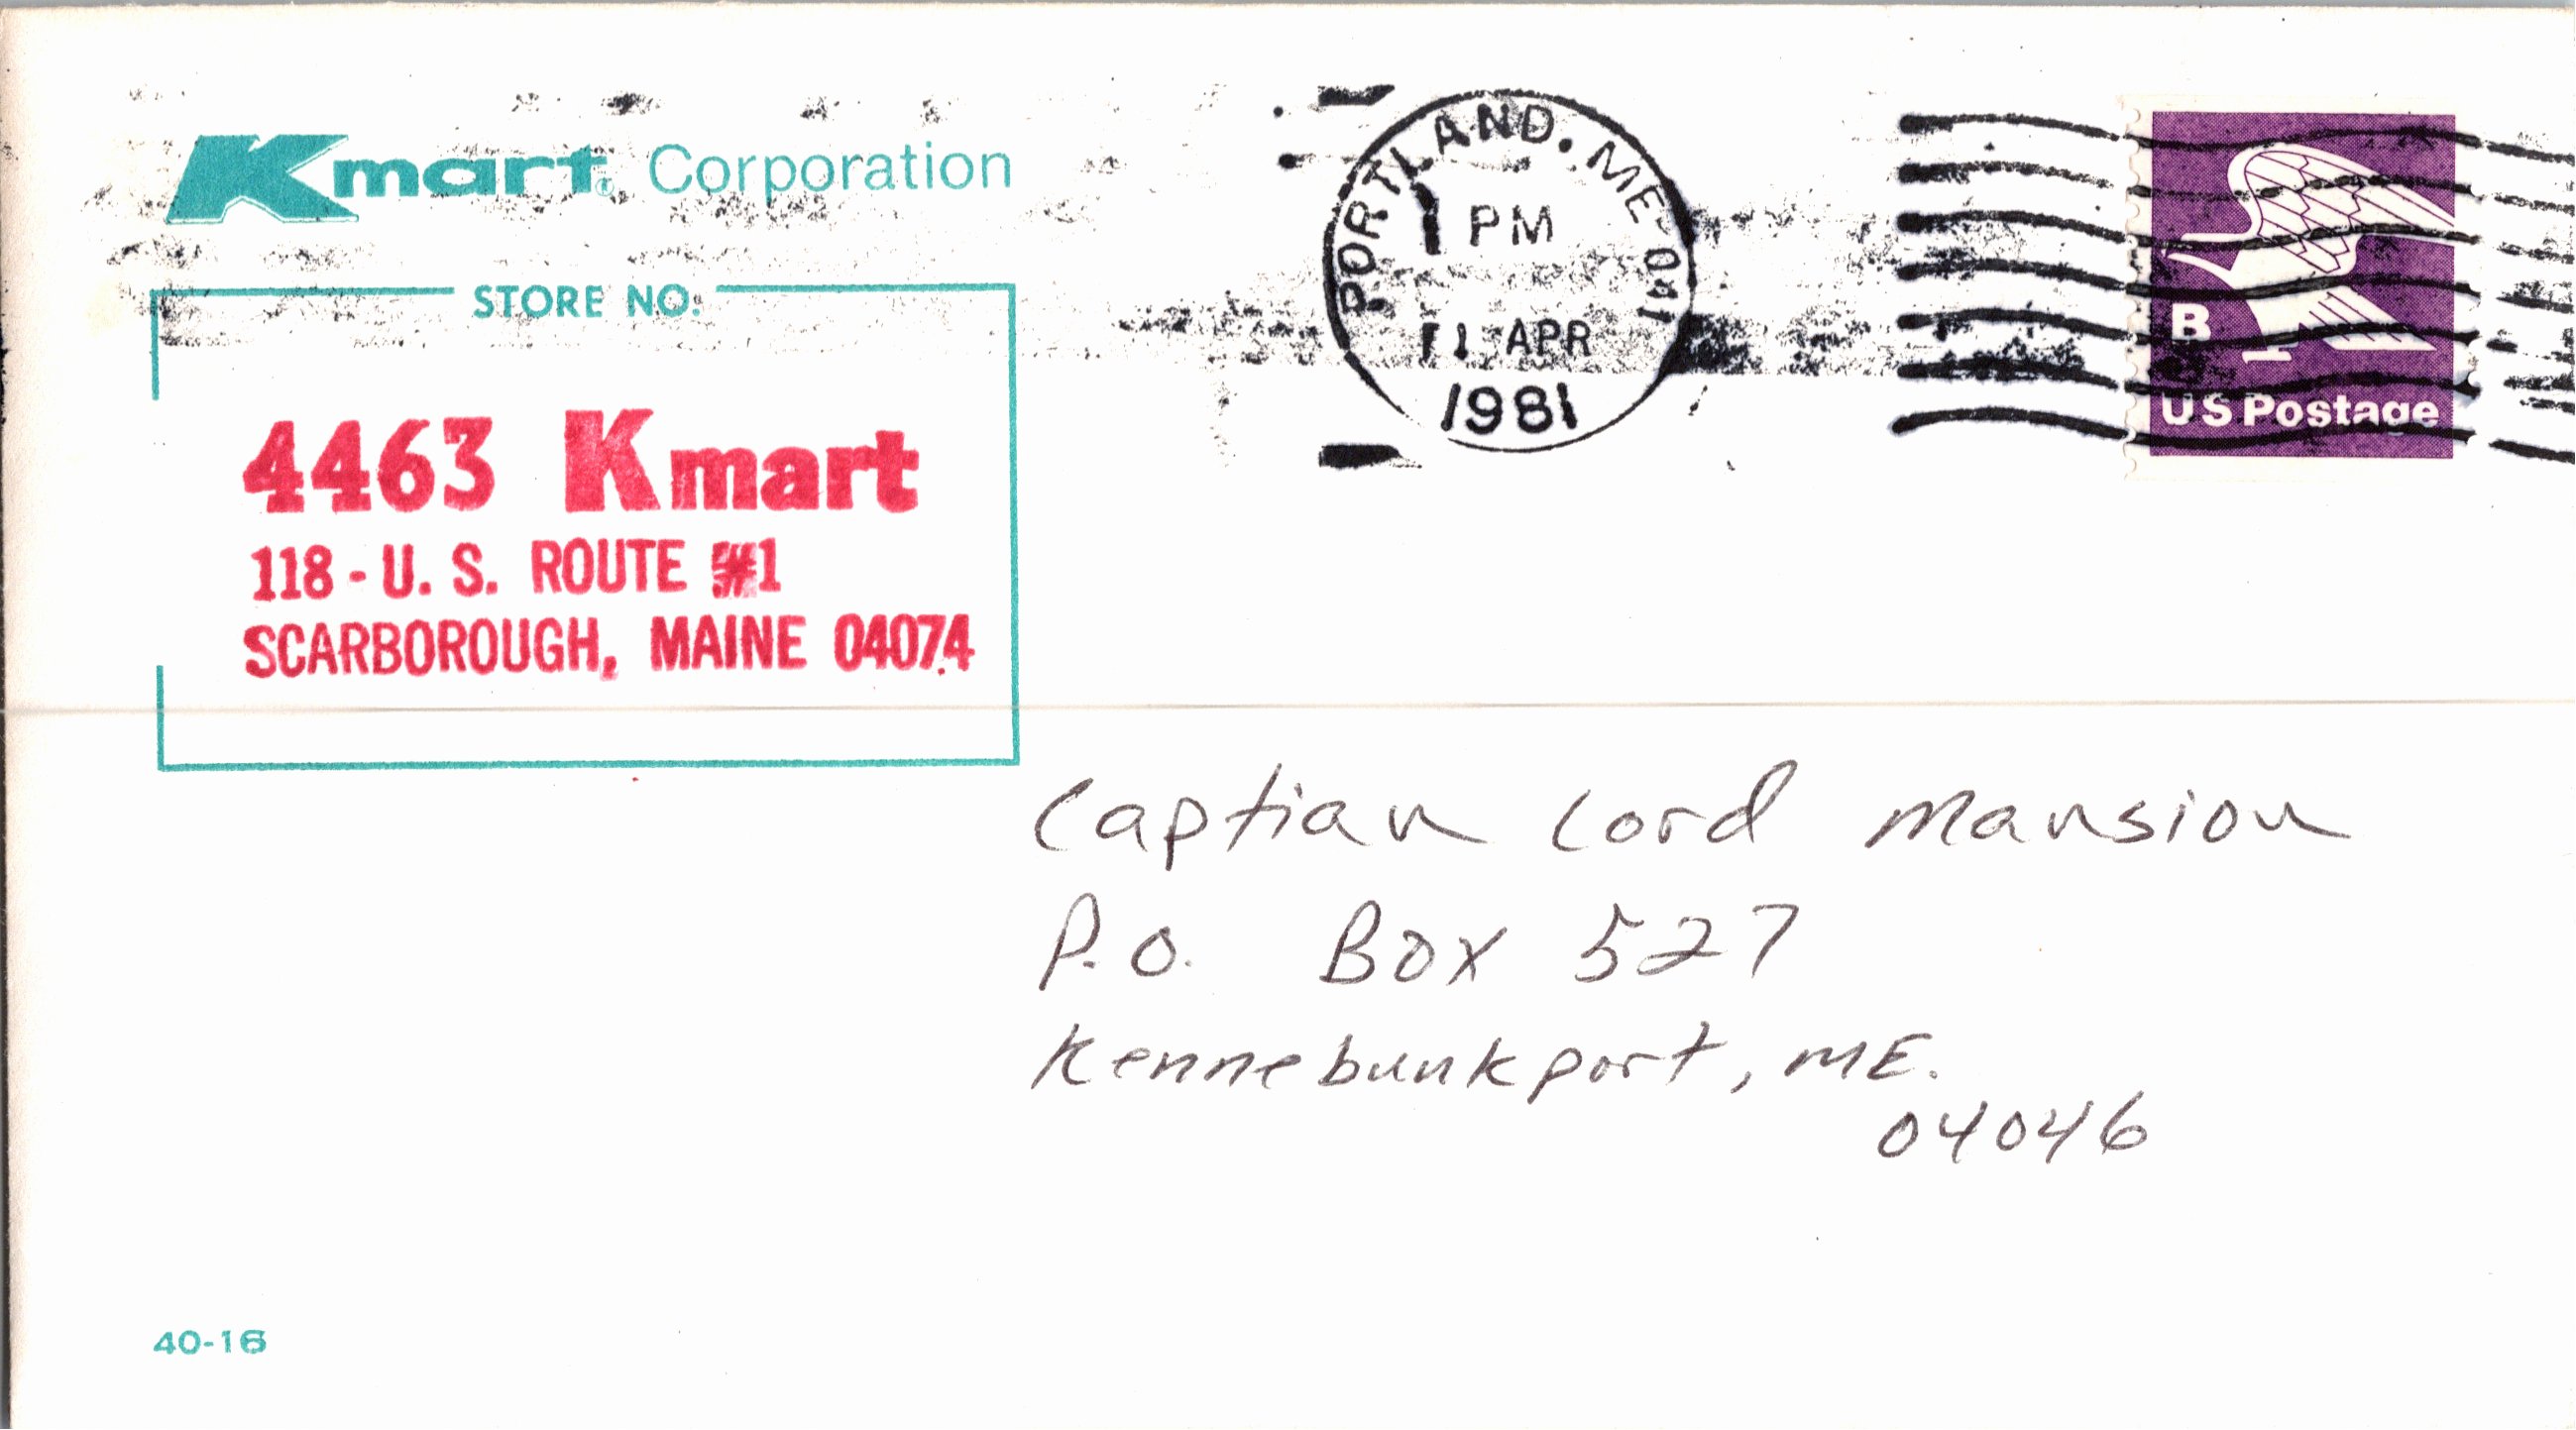 Kmart® Corporation
STORE NO.
4463 Kmart
118 - U. S. ROUTE #1
SCARBOROUGH, MAINE 04074
PORTLAND, ME 041
PM
11 APR
1981
B
US Postage
Captian Lord Mansion
P.O. Box 527
Kennebunkport, ME.
04046
40-16